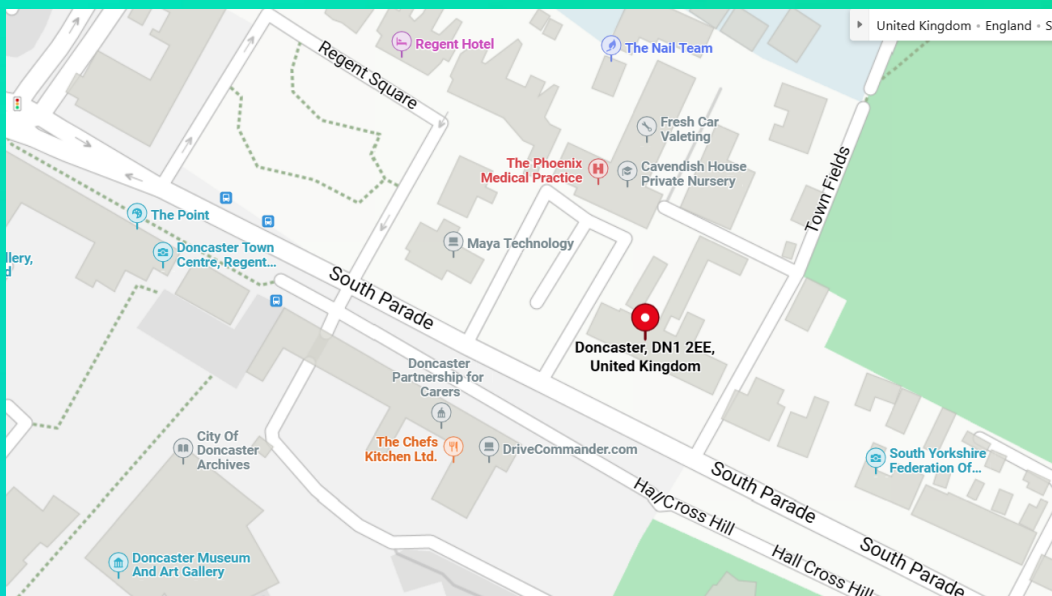 United Kingdom • England • S
Regent Hotel
The Nail Team
Regent Square
Fresh Car
Valeting
The Phoenix
Medical Practice
Cavendish House
Private Nursery
Town Fields
The Point
Maya Technology
Doncaster Town
Centre, Regent...
llery,
d
South Parade
Doncaster, DN1 2EE,
United Kingdom
Doncaster
Partnership for
Carers
City Of
Doncaster
Archives
The Chefs
Kitchen Ltd.
DriveCommander.com
South Yorkshire
Federation Of...
South Parade
Hall Cross Hill
South Parade
Hall Cross Hill
Doncaster Museum
And Art Gallery